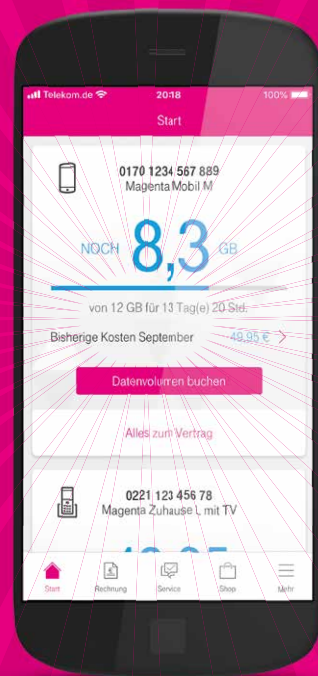 Telekom.de 20:18 100%
Start
0170 1234 567 889
Magenta Mobil M
NOCH 8,3 GB
von 12 GB für 13 Tag(e) 20 Std.
Bisherige Kosten September 49,95 €
Datenvolumen buchen
Alles zum Vertrag
0221 123 456 78
Magenta Zuhause L mit TV
Start Rechnung Service Shop Mehr